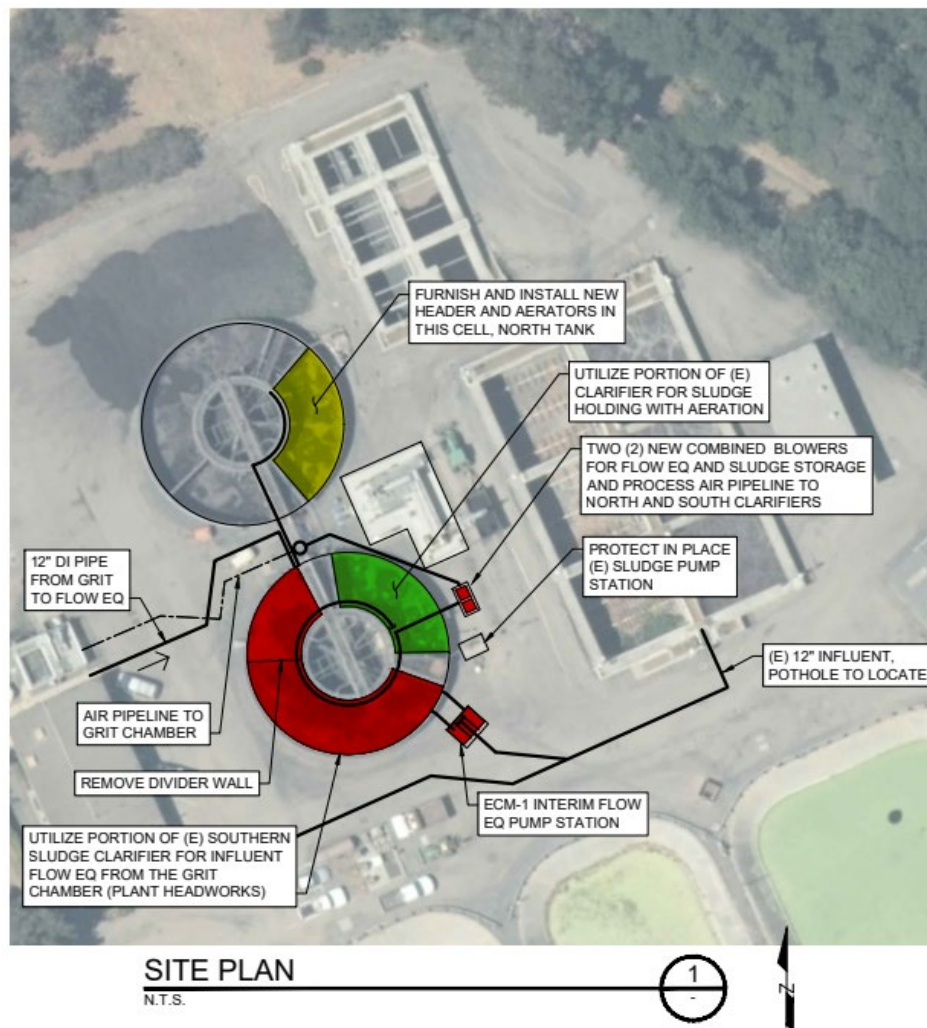 FURNISH AND INSTALL NEW
HEADER AND AERATORS IN
THIS CELL, NORTH TANK
UTILIZE PORTION OF (E)
CLARIFIER FOR SLUDGE
HOLDING WITH AERATION
TWO (2) NEW COMBINED BLOWERS
FOR FLOW EQ AND SLUDGE STORAGE
AND PROCESS AIR PIPELINE TO
NORTH AND SOUTH CLARIFIERS
12" DI PIPE
FROM GRIT
TO FLOW EQ
PROTECT IN PLACE
(E) SLUDGE PUMP
STATION
(E) 12" INFLUENT,
POTHOLE TO LOCATE
AIR PIPELINE TO
GRIT CHAMBER
REMOVE DIVIDER WALL
ECM-1 INTERIM FLOW
EQ PUMP STATION
UTILIZE PORTION OF (E) SOUTHERN
SLUDGE CLARIFIER FOR INFLUENT
FLOW EQ FROM THE GRIT
CHAMBER (PLANT HEADWORKS)
SITE PLAN
N.T.S.
1
-
Z